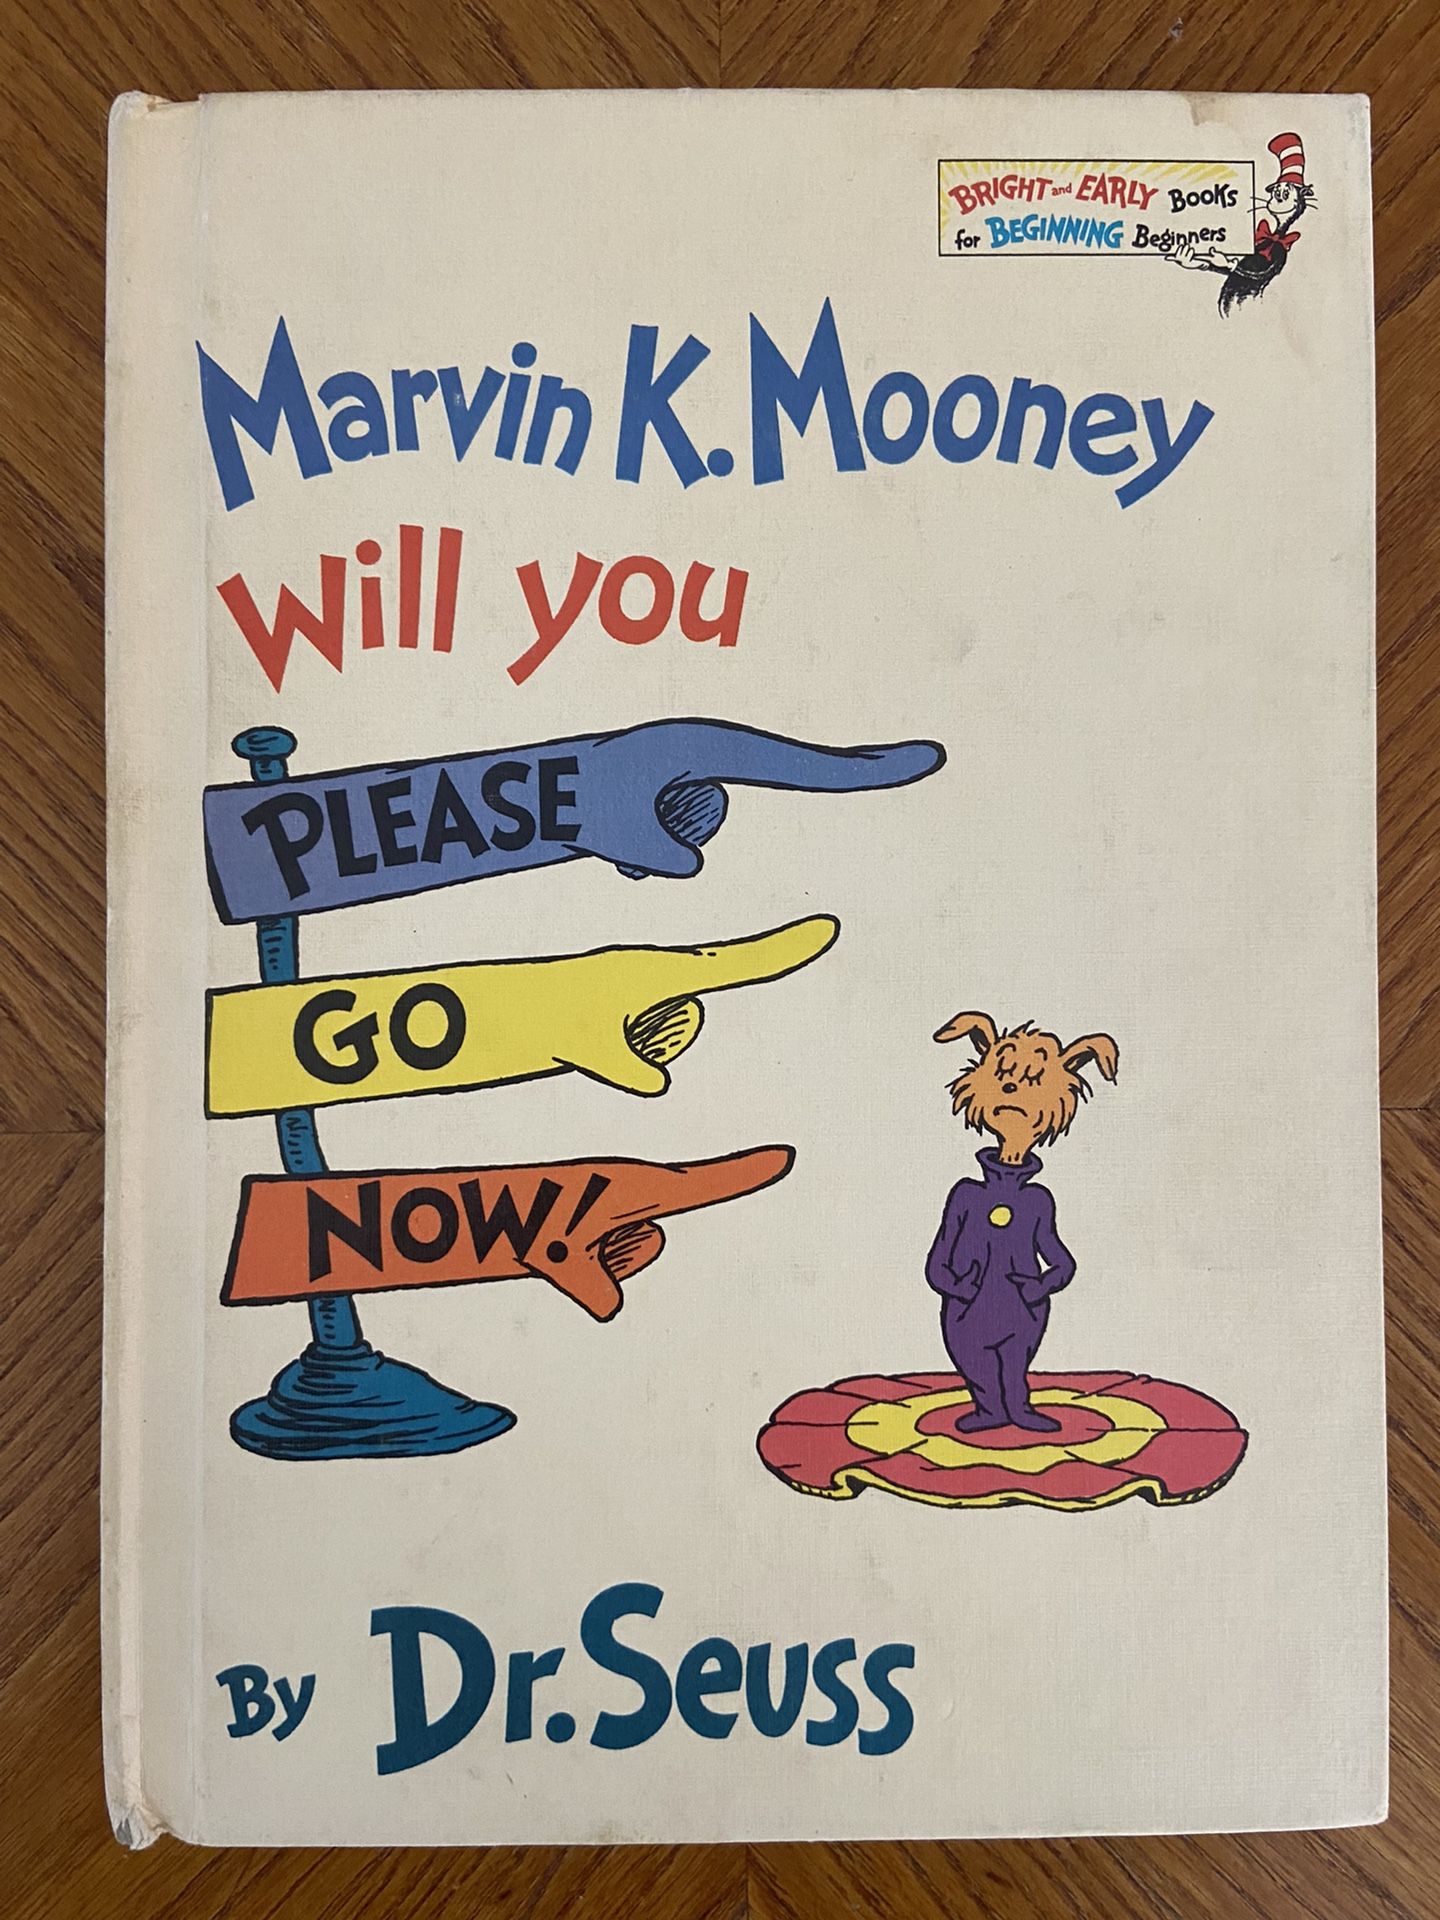 BRIGHT and EARLY Books
for BEGINNING Beginners
Marvin K. Mooney
Will you
PLEASE
GO
NOW!
By Dr. Seuss